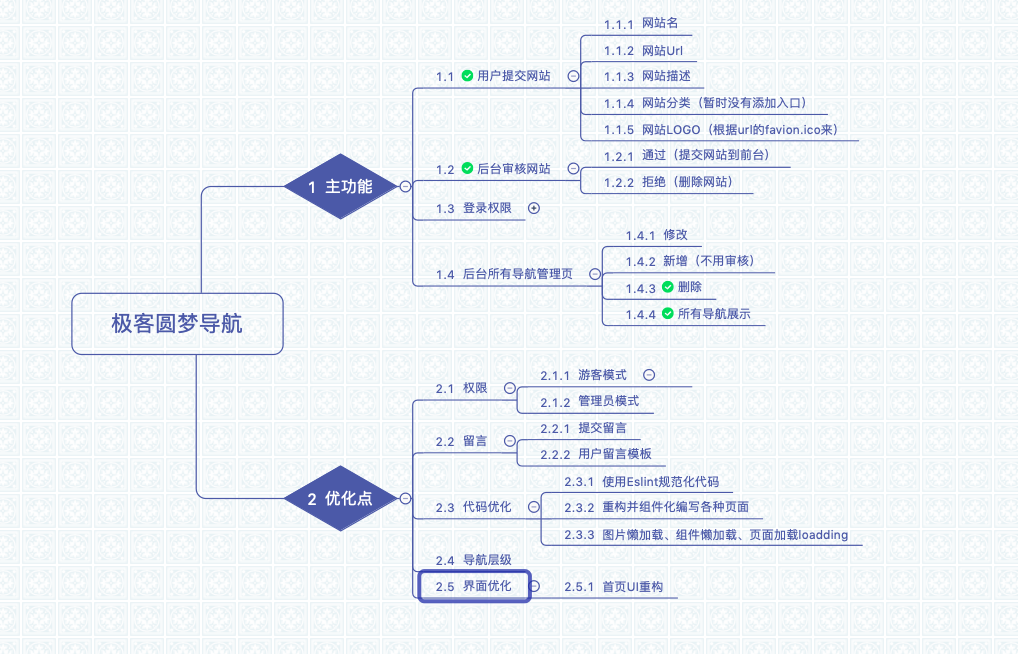 极客圆梦导航
1 主功能
1.1 用户提交网站
1.1.1 网站名
1.1.2 网站Url
1.1.3 网站描述
1.1.4 网站分类（暂时没有添加入口）
1.1.5 网站LOGO（根据url的favion.ico来）
1.2 后台审核网站
1.2.1 通过（提交网站到前台）
1.2.2 拒绝（删除网站）
1.3 登录权限
1.4 后台所有导航管理页
1.4.1 修改
1.4.2 新增（不用审核）
1.4.3 删除
1.4.4 所有导航展示
2 优化点
2.1 权限
2.1.1 游客模式
2.1.2 管理员模式
2.2 留言
2.2.1 提交留言
2.2.2 用户留言模板
2.3 代码优化
2.3.1 使用Eslint规范化代码
2.3.2 重构并组件化编写各种页面
2.3.3 图片懒加载、组件懒加载、页面加载loadding
2.4 导航层级
2.5 界面优化
2.5.1 首页UI重构